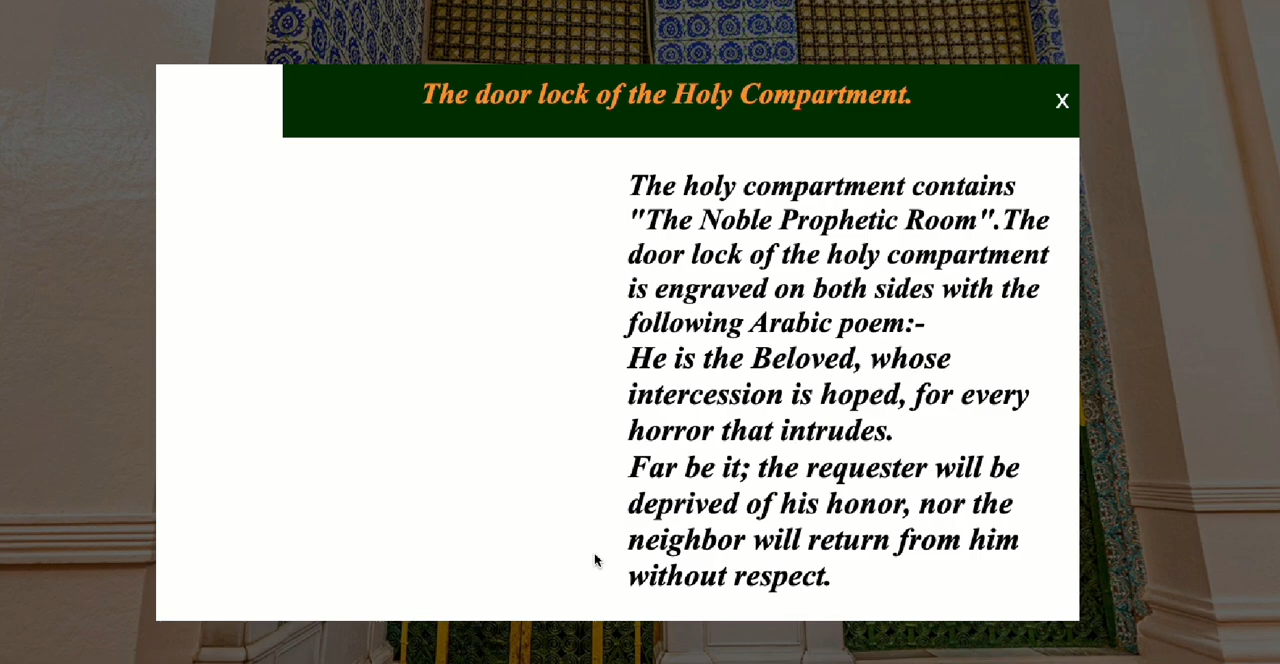 The door lock of the Holy Compartment.
X
The holy compartment contains
"The Noble Prophetic Room".The
door lock of the holy compartment
is engraved on both sides with the
following Arabic poem:-
He is the Beloved, whose
intercession is hoped, for every
horror that intrudes.
Far be it; the requester will be
deprived of his honor, nor the
neighbor will return from him
without respect.